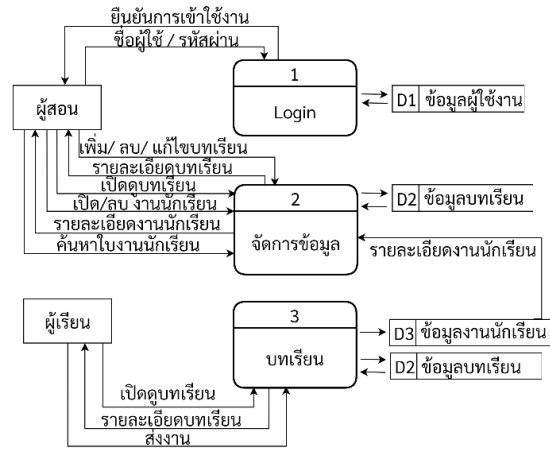 ยืนยันการเข้าใช้งาน
ชื่อผู้ใช้ / รหัสผ่าน
1
Login
D1 ข้อมูลผู้ใช้งาน
ผู้สอน
เพิ่ม/ ลบ/ แก้ไขบทเรียน
รายละเอียดบทเรียน
เปิดดูบทเรียน
เปิด/ลบ งานนักเรียน
รายละเอียดงานนักเรียน
ค้นหาใบงานนักเรียน
2
จัดการข้อมูล
D2 ข้อมูลบทเรียน
รายละเอียดงานนักเรียน
ผู้เรียน
3
บทเรียน
D3 ข้อมูลงานนักเรียน
D2 ข้อมูลบทเรียน
เปิดดูบทเรียน
รายละเอียดบทเรียน
ส่งงาน